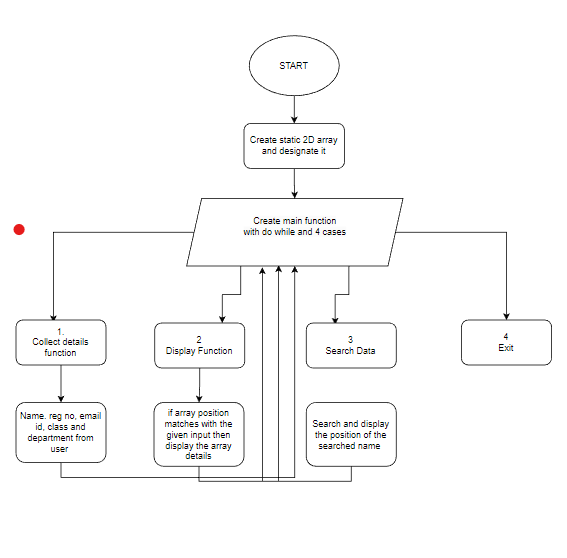 START
Create static 2D array
and designate it
Create main function
with do while and 4 cases
1.
Collect details
function
2
Display Function
3
Search Data
4
Exit
Name. reg no, email
id, class and
department from
user
if array position
matches with the
given input then
display the array
details
Search and display
the position of the
searched name